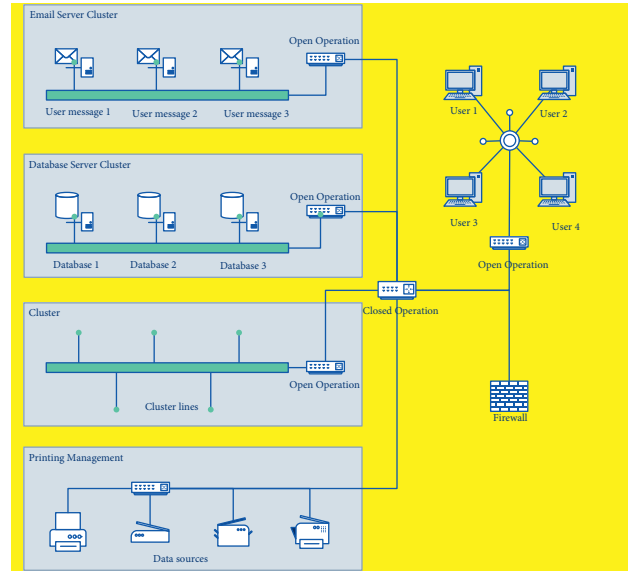 Email Server Cluster
Open Operation
User message 1
User message 2
User message 3
User 1
User 2
Database Server Cluster
Open Operation
Database 1
Database 2
Database 3
User 3
User 4
Open Operation
Cluster
Closed Operation
Open Operation
Cluster lines
Firewall
Printing Management
Data sources